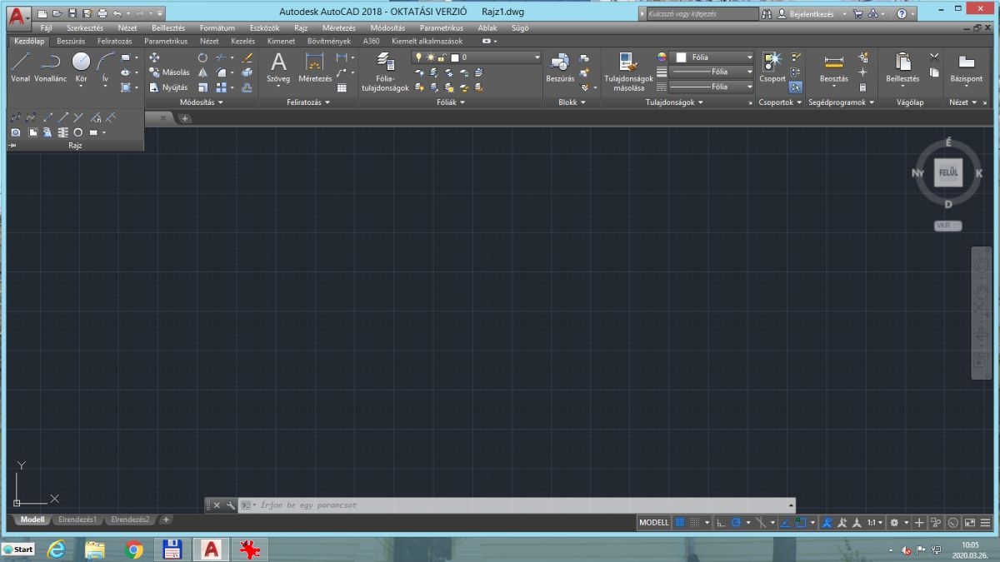 Autodesk AutoCAD 2018 - OKTATÁSI VERZIÓ Rajz1.dwg
Kulcsszó vagy kifejezés
Bejelentkezés
Fájl Szerkesztés Nézet Beillesztés Formátum Eszközök Rajz Méretezés Módosítás Parametrikus Ablak Súgó
Kezdőlap Beszúrás Feliratozás Parametrikus Nézet Kezelés Kimenet Bővítmények A360 Kiemelt alkalmazások
Vonal Vonallánc Kör Ív
Másolás
Nyújtás
Módosítás
Szöveg Méretezés
Feliratozás
Fólia-
tulajdonságok
0
Fóliák
Beszúrás
Blokk
Tulajdonságok
másolása
Fólia
Fólia
Fólia
Tulajdonságok
Csoport
Csoportok
Beosztás
Segédprogramok
Beillesztés
Vágólap
Bázispont
Nézet
Rajz
É
Ny FELÜL K
D
VKR
Y
X
Írjon be egy parancsot
Modell Elrendezés1 Elrendezés2
MODELL
1:1
Start
10:05
2020.03.26.